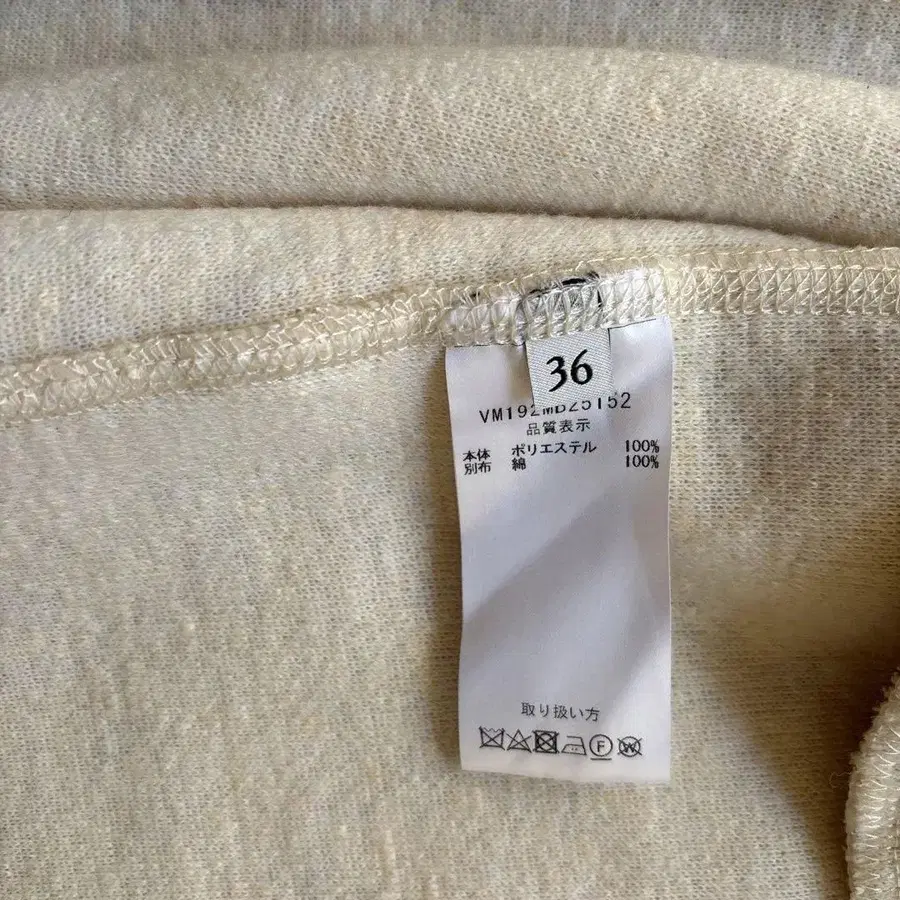 36
VM192MB25152
品質表示
本体 ポリエステル 100%
別布 綿 100%
取り扱い方
F W